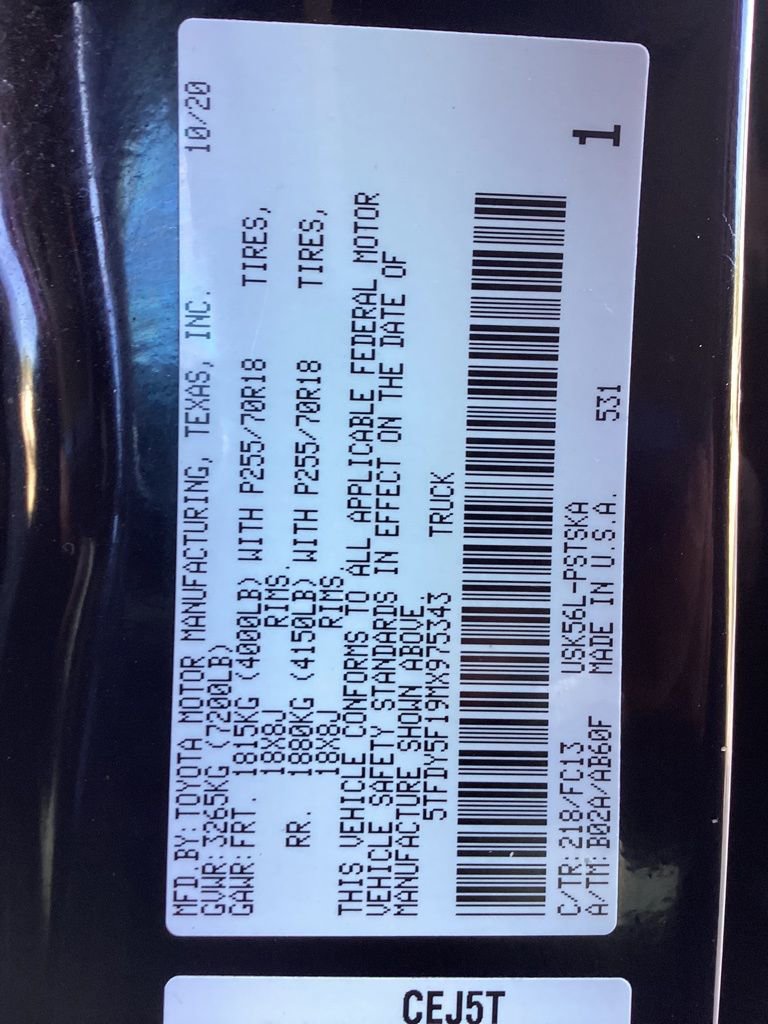 MFD.BY:TOYOTA MOTOR MANUFACTURING, TEXAS, INC. 10/20
GVWR:3265KG (7200LB)
GAWR:FRT. 1815KG (4000LB) WITH P255/70R18 TIRES,
18X8J RIMS.
RR. 1880KG (4150LB) WITH P255/70R18 TIRES,
18X8J RIMS
THIS VEHICLE CONFORMS TO ALL APPLICABLE FEDERAL MOTOR
VEHICLE SAFETY STANDARDS IN EFFECT ON THE DATE OF
MANUFACTURE SHOWN ABOVE.
5TFDY5F19MX975343 TRUCK
C/TR:218/FC13 USK56L-PSTSKA 1
A/TM:B02A/AB60F MADE IN U.S.A. 531
CEJ5T